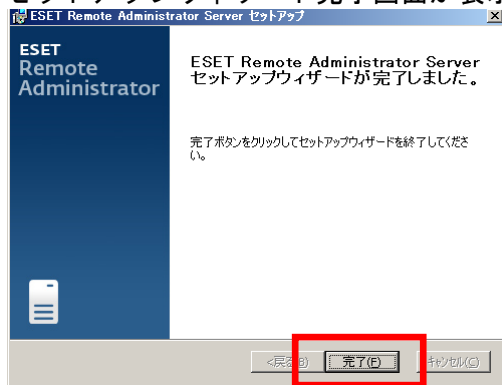 ESET Remote Administrator Server セットアップ
ESET
Remote
Administrator
ESET Remote Administrator Server
セットアップウィザードが完了しました。
完了ボタンをクリックしてセットアップウィザードを終了してくださ
い。
<戻る(B)
完了(F)
キャンセル(C)